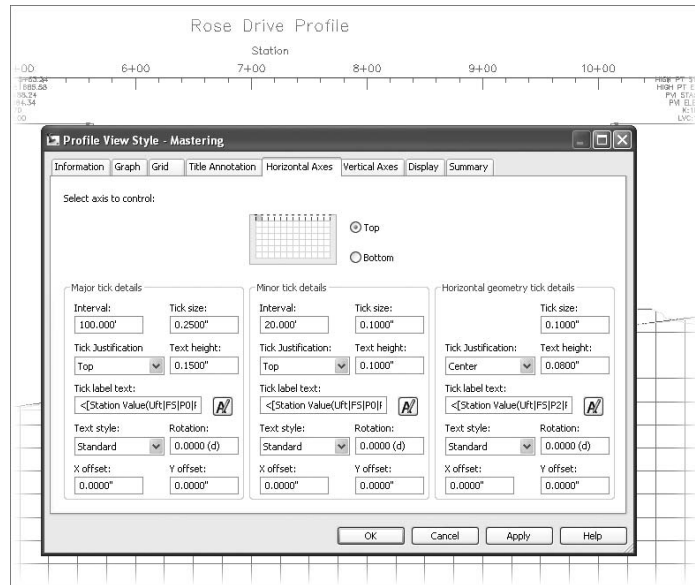 Rose Drive Profile
Station
6+00 7+00 8+00 9+00 10+00
Profile View Style - Mastering
Information Graph Grid Title Annotation Horizontal Axes Vertical Axes Display Summary
Select axis to control:
Top
Bottom
Major tick details Minor tick details Horizontal geometry tick details
Interval: Tick size: Interval: Tick size: Tick size:
100.000' 0.2500" 20.000' 0.1000" 0.1000"
Tick Justification Text height: Tick Justification: Text height: Tick Justification: Text height:
Top 0.1500" Top 0.1000" Center 0.0800"
Tick label text: Tick label text: Tick label text:
<[Station Value(Uft|FS|P0|F <[Station Value(Uft|FS|P0|F <[Station Value(Uft|FS|P2|F
Text style: Rotation: Text style: Rotation: Text style: Rotation:
Standard 0.0000 (d) Standard 0.0000 (d) Standard 0.0000 (d)
X offset: Y offset: X offset: Y offset: X offset: Y offset:
0.0000" 0.0000" 0.0000" 0.0000" 0.0000" 0.0000"
OK Cancel Apply Help